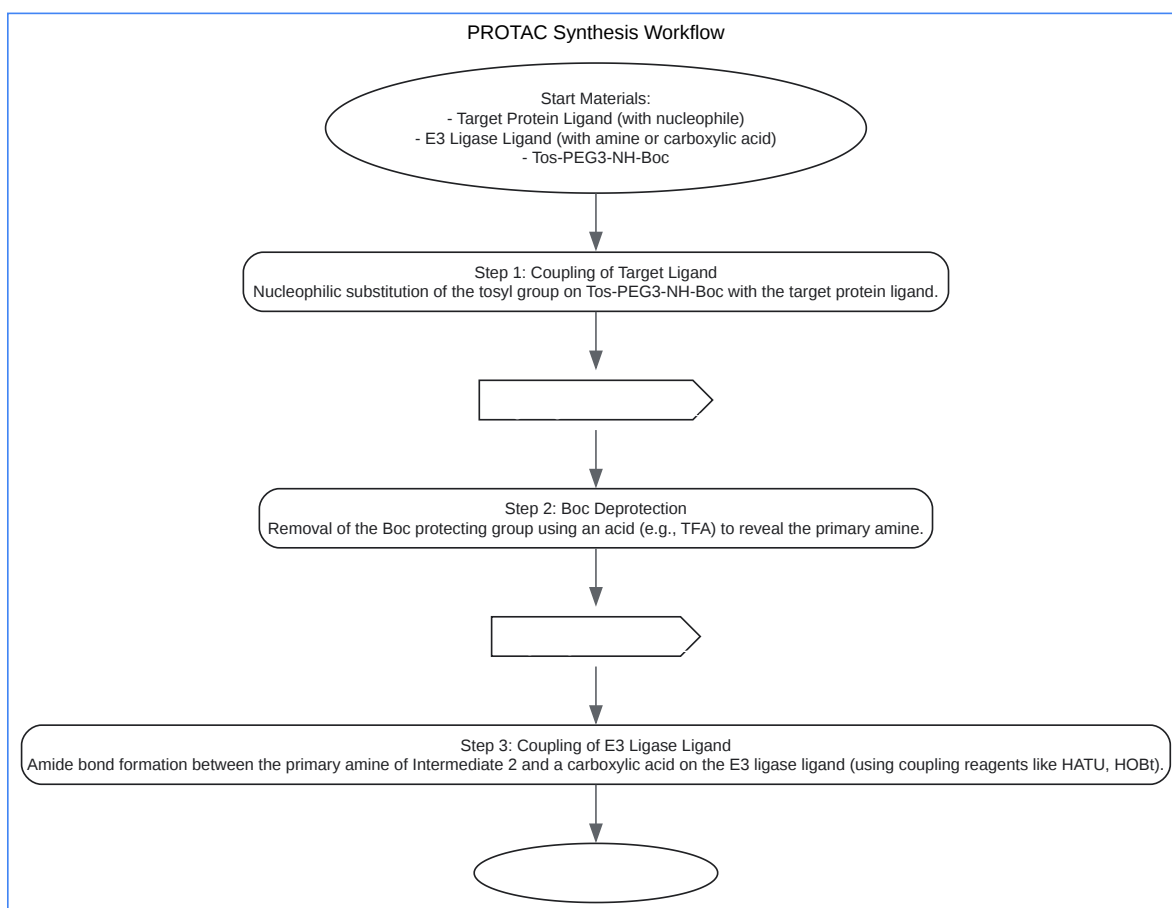 PROTAC Synthesis Workflow
Start Materials:
- Target Protein Ligand (with nucleophile)
- E3 Ligase Ligand (with amine or carboxylic acid)
- Tos-PEG3-NH-Boc
Step 1: Coupling of Target Ligand
Nucleophilic substitution of the tosyl group on Tos-PEG3-NH-Boc with the target protein ligand.
Step 2: Boc Deprotection
Removal of the Boc protecting group using an acid (e.g., TFA) to reveal the primary amine.
Step 3: Coupling of E3 Ligase Ligand
Amide bond formation between the primary amine of Intermediate 2 and a carboxylic acid on the E3 ligase ligand (using coupling reagents like HATU, HOBt).